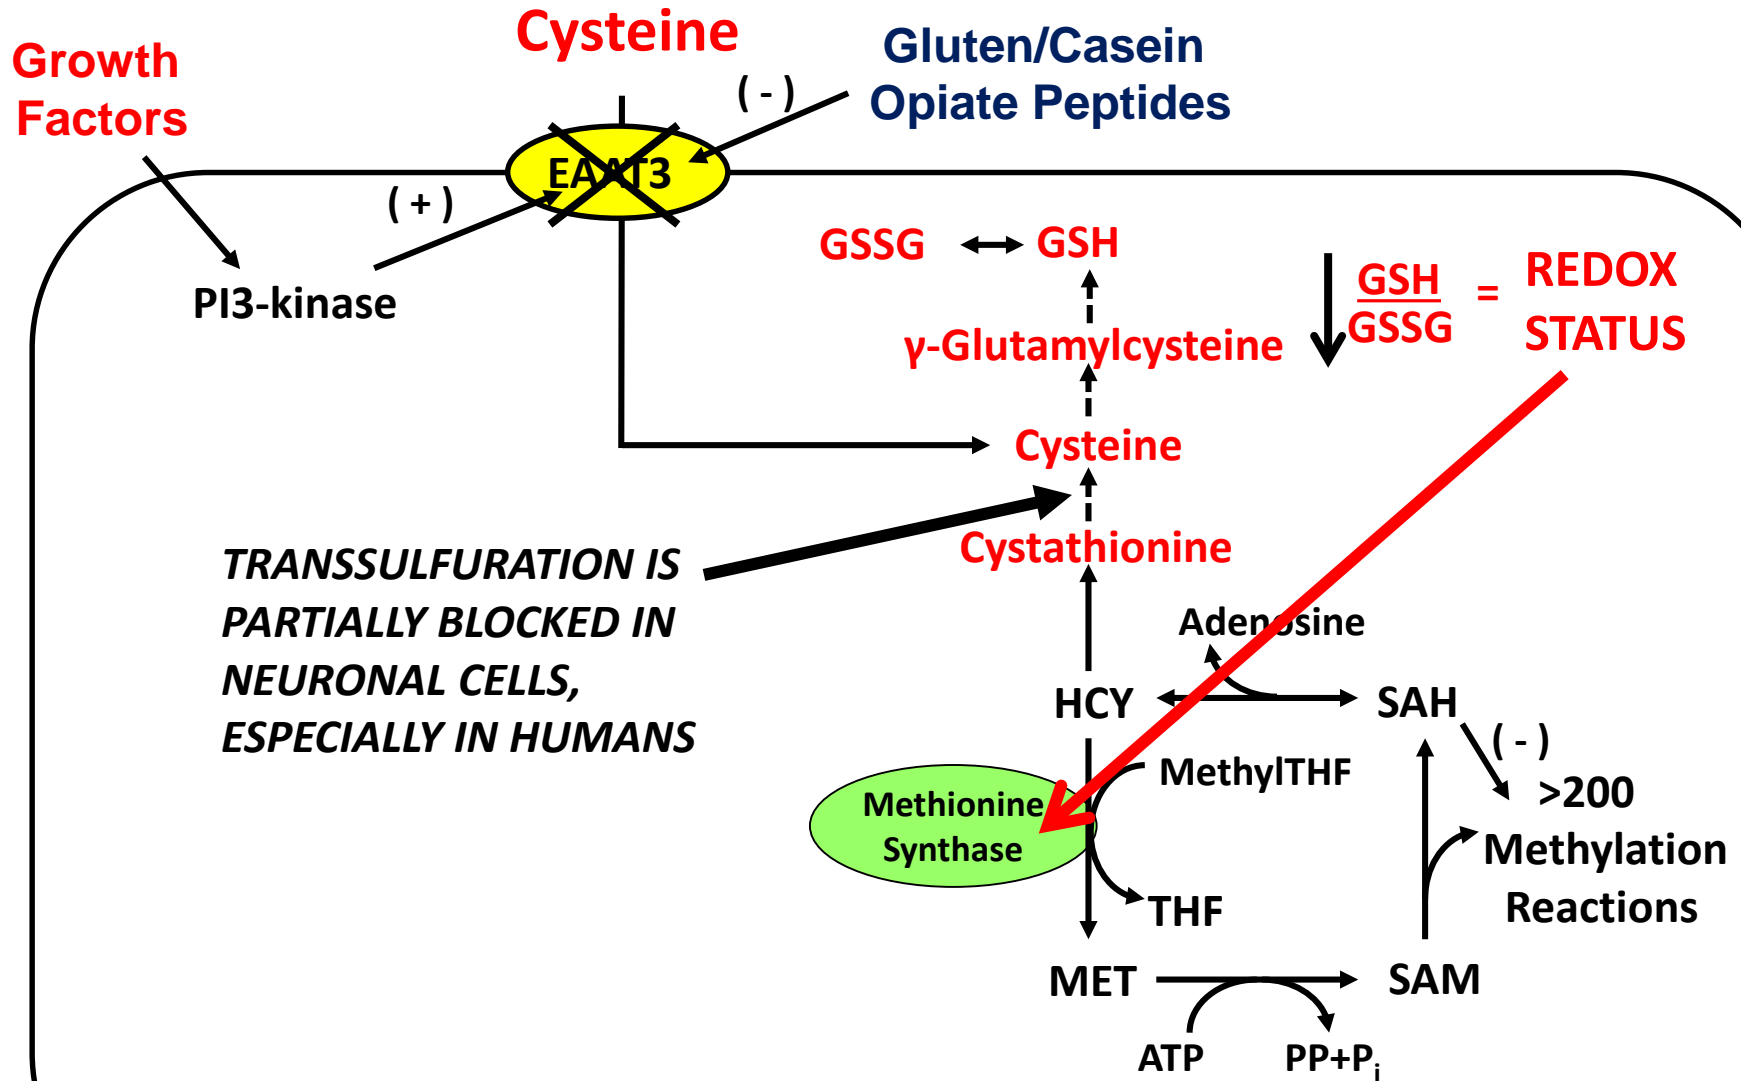 Cysteine
Growth
Factors
Gluten/Casein
Opiate Peptides
( - )
EAAT3
( + )
PI3-kinase
GSSG
GSH
GSH
GSSG
=
REDOX
STATUS
γ-Glutamylcysteine
Cysteine
Cystathionine
TRANSSULFURATION IS
PARTIALLY BLOCKED IN
NEURONAL CELLS,
ESPECIALLY IN HUMANS
Adenosine
HCY
SAH
( - )
MethylTHF
>200
Methylation
Reactions
Methionine
Synthase
THF
MET
SAM
ATP
PP+Pi